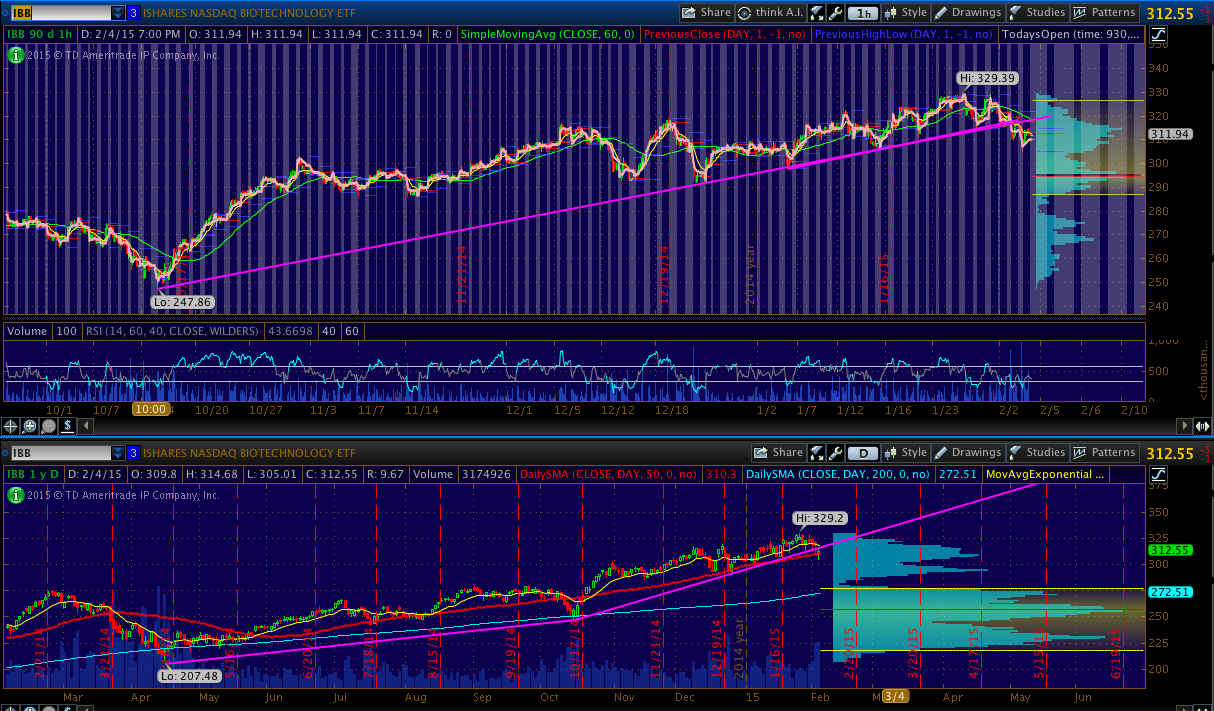 IBB 3 ISHARES NASDAQ BIOTECHNOLOGY ETF Share think A.I. 1h Style Drawings Studies Patterns 312.55
IBB 90 d 1h D: 2/4/15 7:00 PM O: 311.94 H: 311.94 L: 311.94 C: 311.94 R: 0 SimpleMovingAvg (CLOSE, 60, 0) PreviousClose (DAY, 1, -1, no) PreviousHighLow (DAY, 1, -1, no) TodaysOpen (time: 930,...
2015 © TD Ameritrade IP Company, Inc.
350
340
Hi: 329.39
330
320
311.94
300
290
280
270
260
250
240
Lo: 247.86
11/21/14
12/19/14
2014 year
1/16/15
Volume 100 RSI (14, 60, 40, CLOSE, WILDERS) 43.6698 40 60
1,000
500
0
<thousan...
10/1 10/7 10:00 10/20 10/27 11/3 11/7 11/14 12/1 12/5 12/12 12/18 1/2 1/7 1/12 1/16 1/23 2/2 2/5 2/6 2/10
$
IBB 3 ISHARES NASDAQ BIOTECHNOLOGY ETF Share D Style Drawings Studies Patterns 312.55
IBB 1 y D D: 2/4/15 O: 309.8 H: 314.68 L: 305.01 C: 312.55 R: 9.67 Volume 3174926 DailySMA (CLOSE, DAY, 50, 0, no) 310.3 DailySMA (CLOSE, DAY, 200, 0, no) 272.51 MovAvgExponential ...
2015 © TD Ameritrade IP Company, Inc.
375
350
Hi: 329.2
325
312.55
300
272.51
250
225
200
Lo: 207.48
2/21/14
3/21/14
5/16/14
6/20/14
7/18/14
8/15/14
9/19/14
10/17/14
11/21/14
12/19/14
2014 year
1/16/15
2/20/15
3/20/15
4/17/15
5/15/15
6/19/15
Mar Apr May Jun Jul Aug Sep Oct Nov Dec 15 Feb 3/4 Apr May Jun